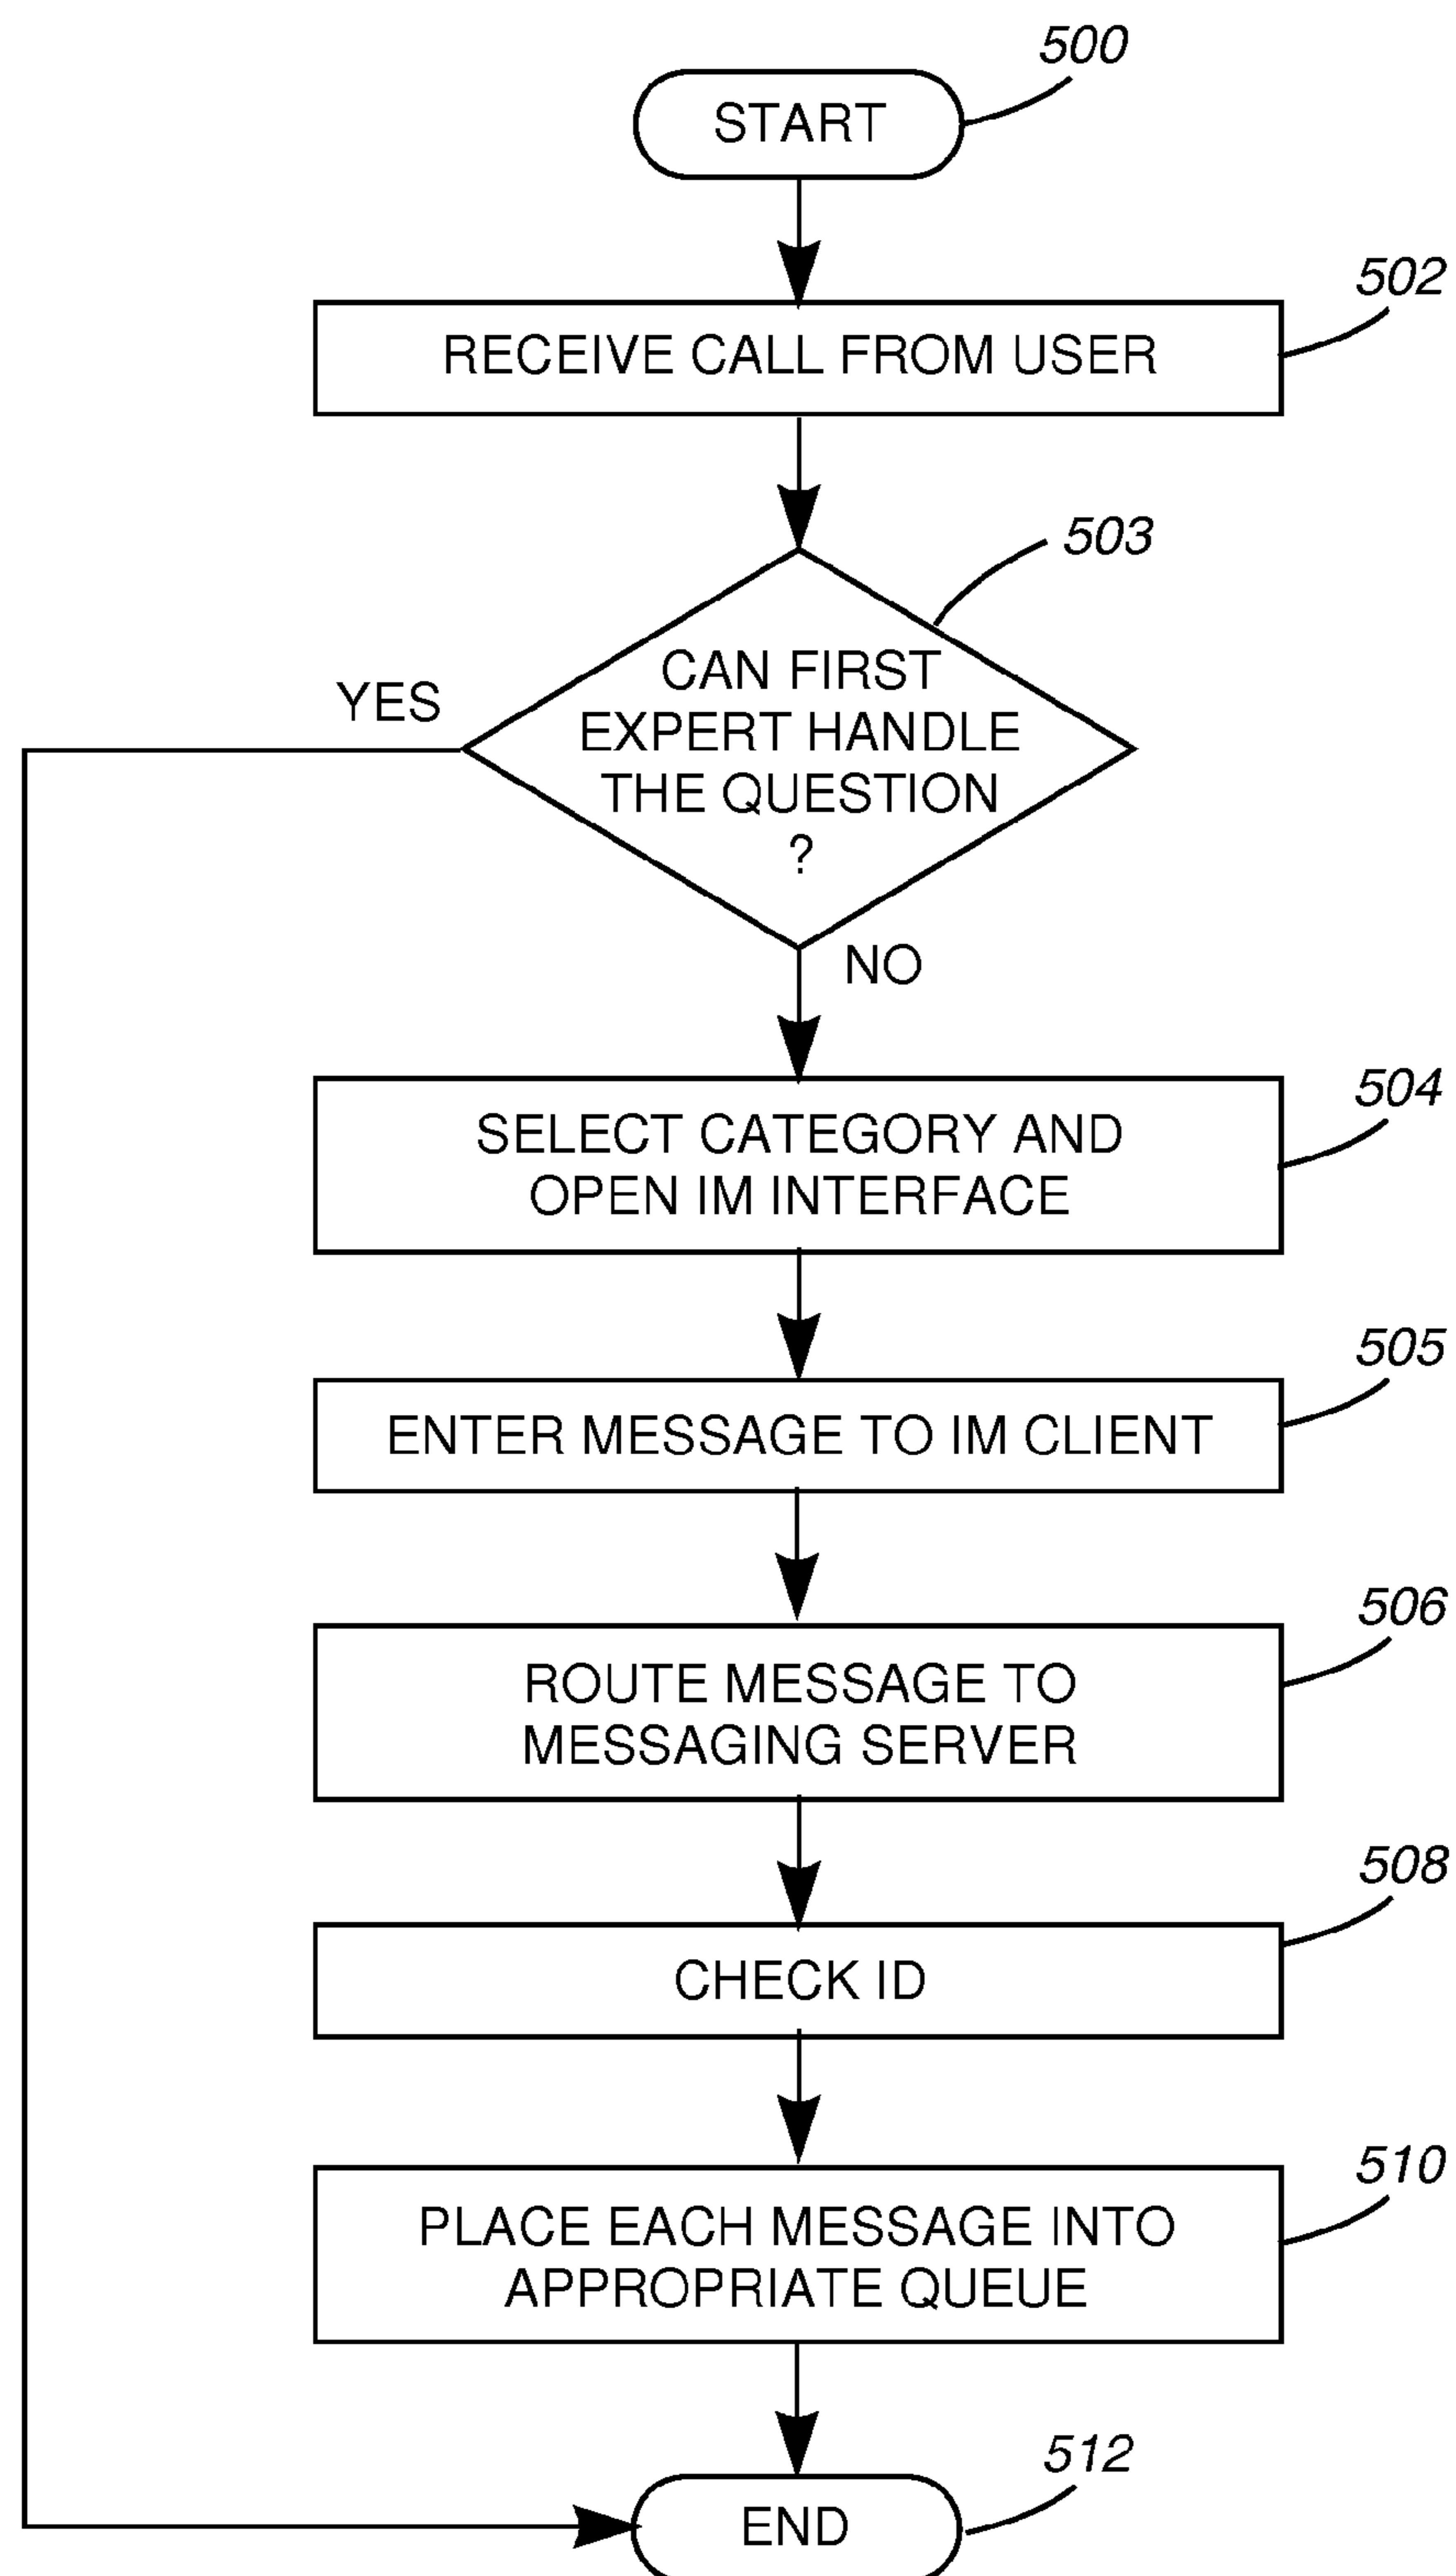 500
START
502
RECEIVE CALL FROM USER
503
CAN FIRST
EXPERT HANDLE
THE QUESTION
?
YES
NO
504
SELECT CATEGORY AND
OPEN IM INTERFACE
505
ENTER MESSAGE TO IM CLIENT
506
ROUTE MESSAGE TO
MESSAGING SERVER
508
CHECK ID
510
PLACE EACH MESSAGE INTO
APPROPRIATE QUEUE
512
END